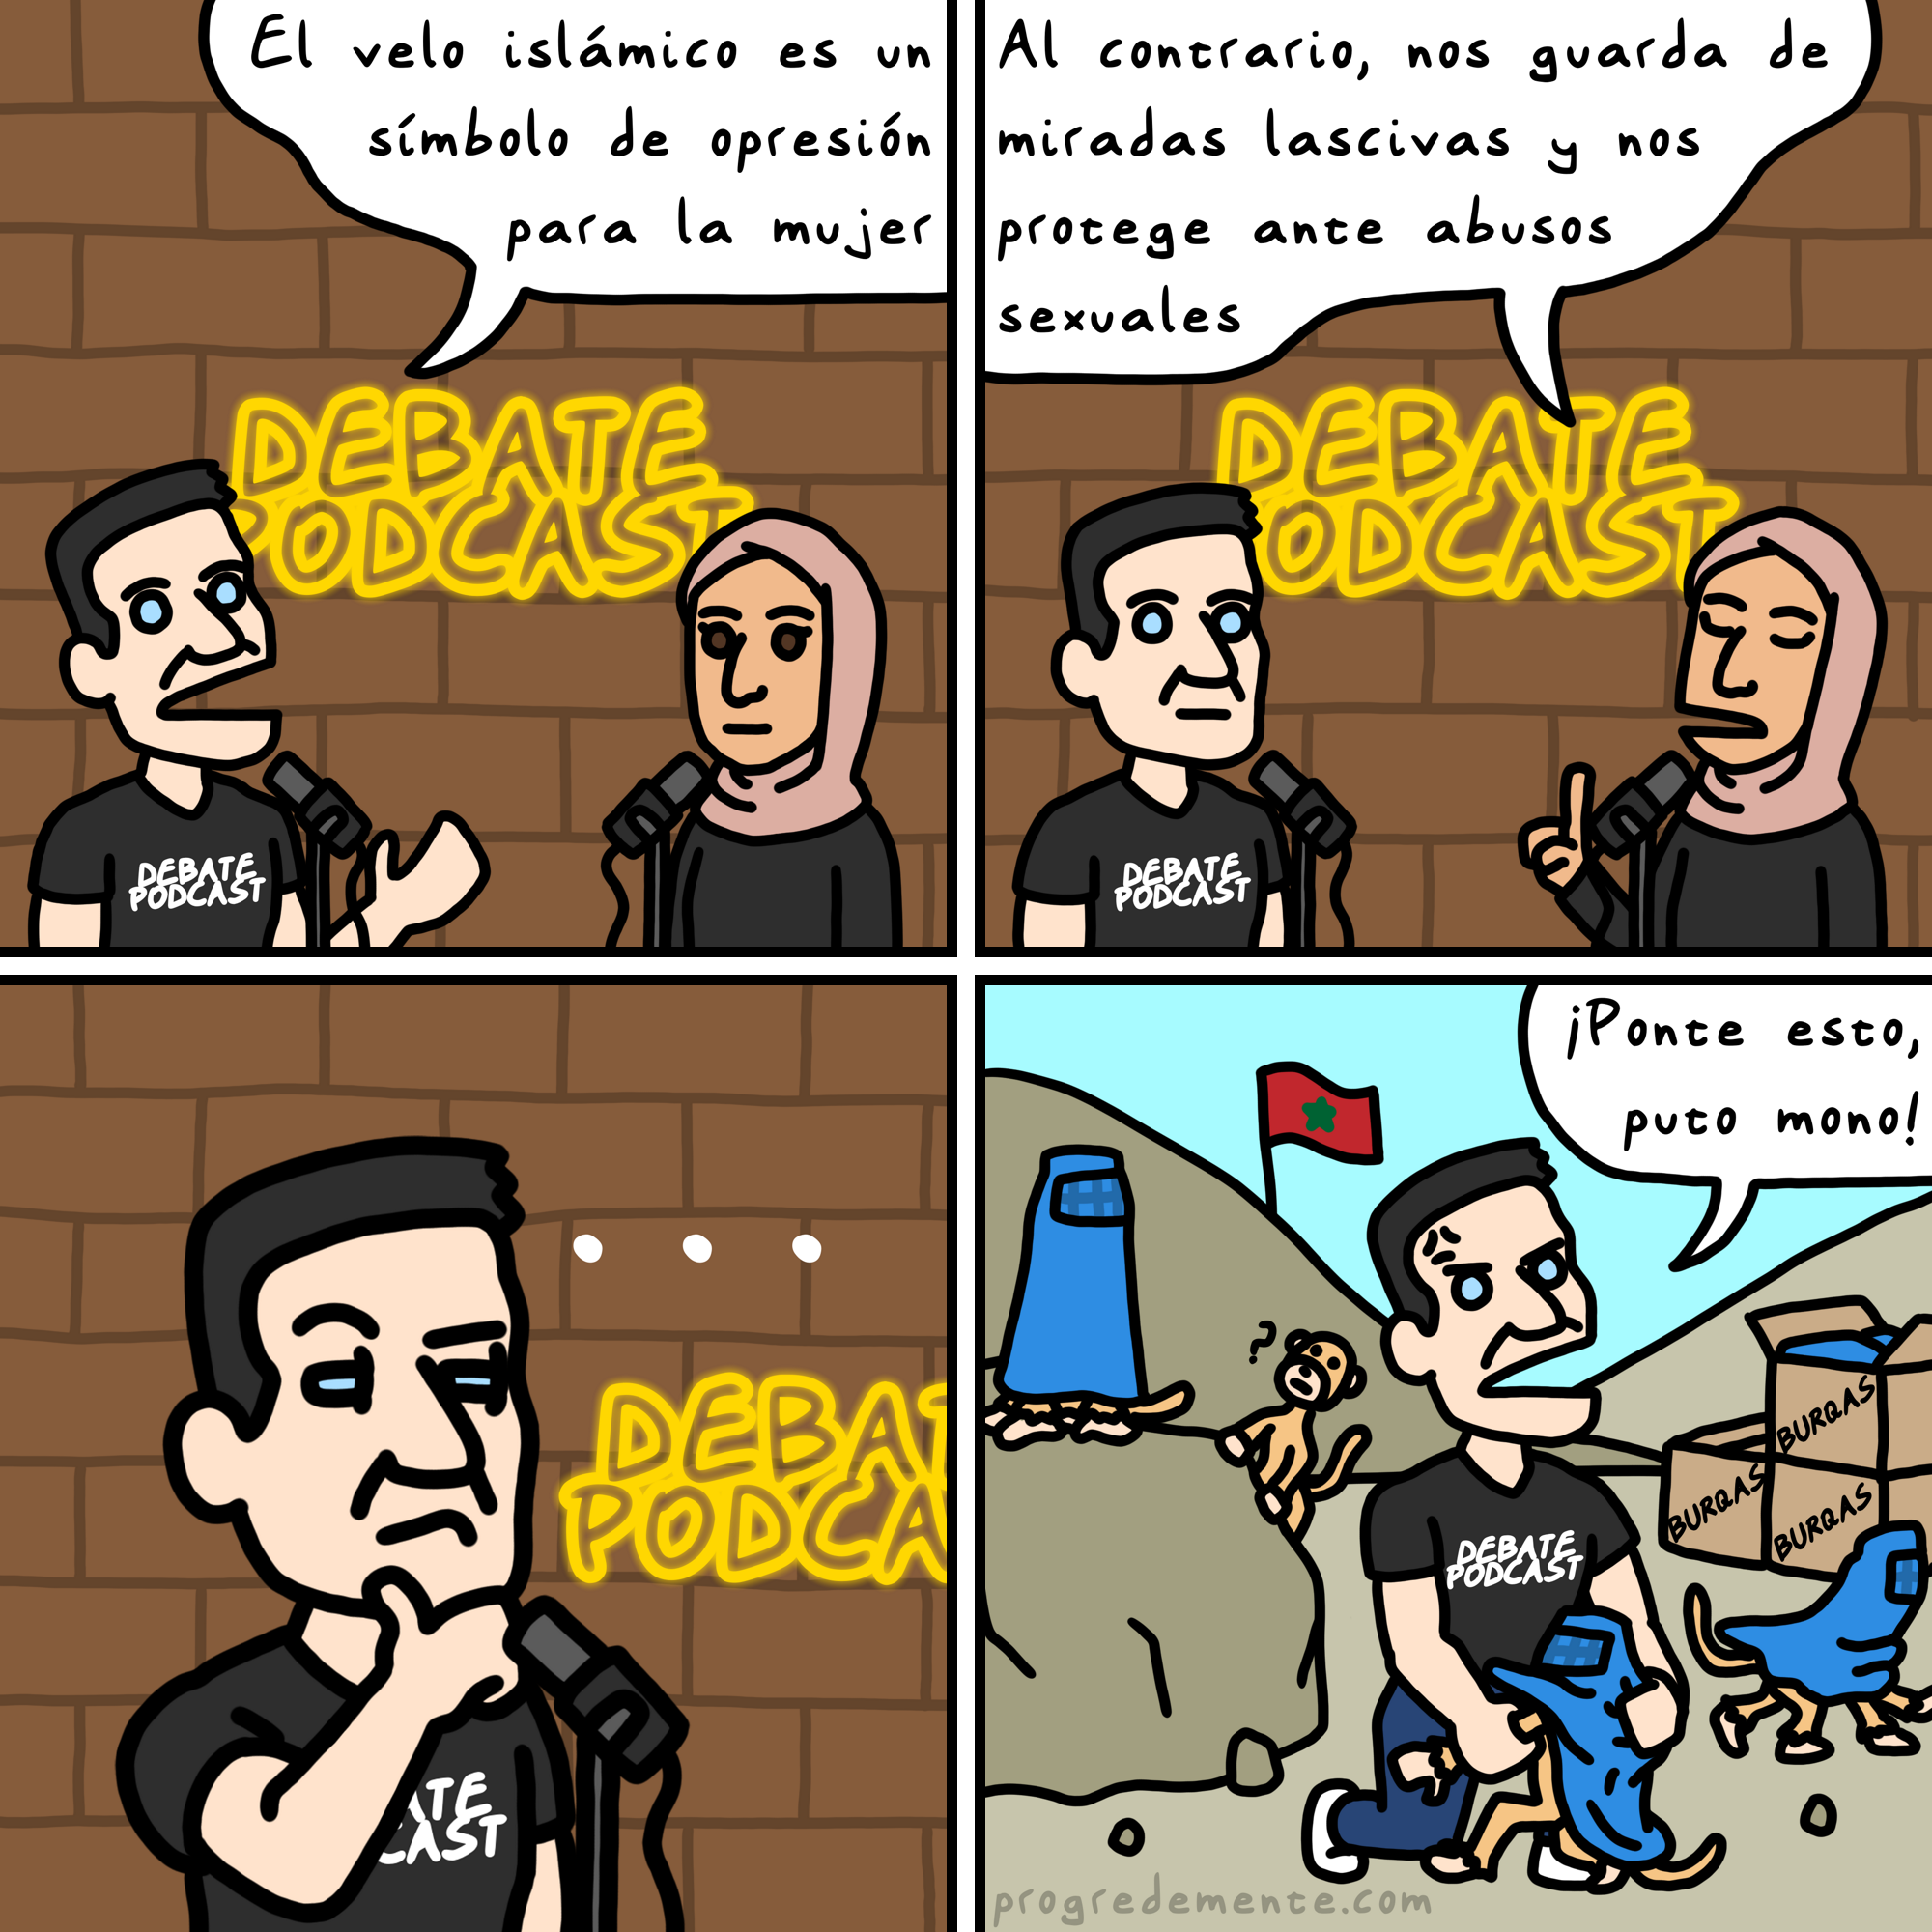 El velo islámico es un
símbolo de opresión
para la mujer
DEBATE
PODCAST
DEBATE
PODCAST
Al contrario, nos guarda de
miradas lascivas y nos
protege ante abusos
sexuales
DEBATE
PODCAST
DEBATE
PODCAST
. . .
DEBAT
PODCA
ATE
CAST
¡Ponte esto,
puto mono!
?
BURQAS
BURQAS
BURQAS
DEBATE
PODCAST
progredemente.com